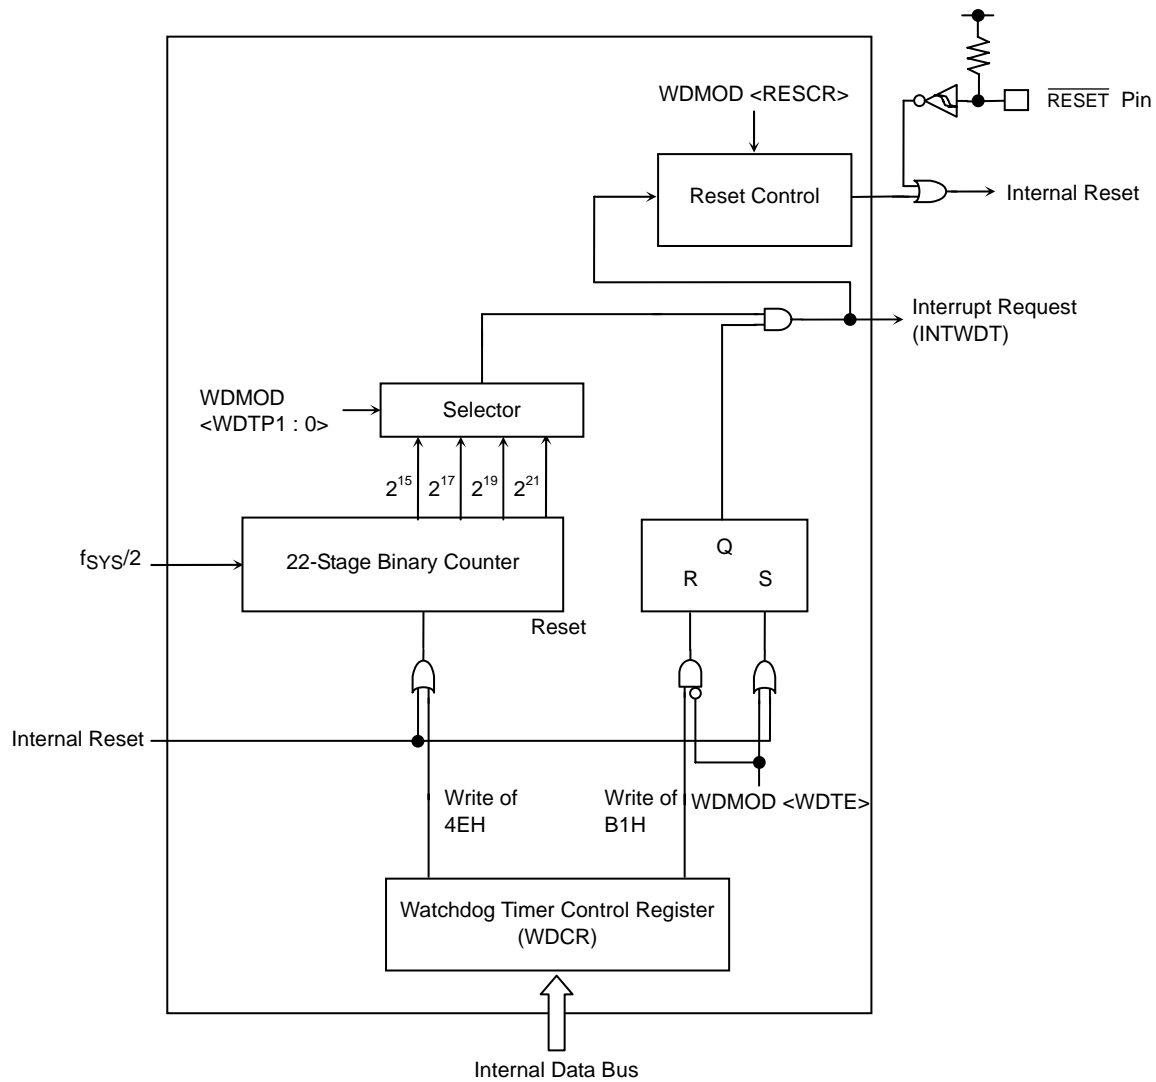 WDMOD <RESCR>
RESET Pin
Reset Control
Internal Reset
Interrupt Request
(INTWDT)
WDMOD
<WDTP1 : 0>
Selector
2^15 2^17 2^19 2^21
fSYS/2
22-Stage Binary Counter
Q
R S
Reset
Internal Reset
Write of
4EH
Write of
B1H
WDMOD <WDTE>
Watchdog Timer Control Register
(WDCR)
Internal Data Bus